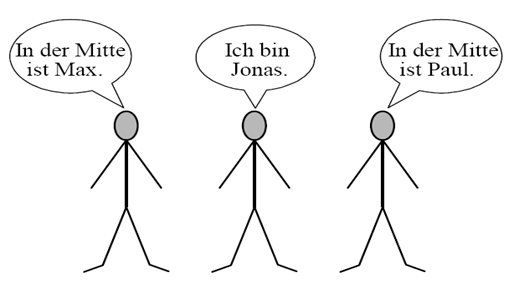 In der Mitte
ist Max.
Ich bin
Jonas.
In der Mitte
ist Paul.